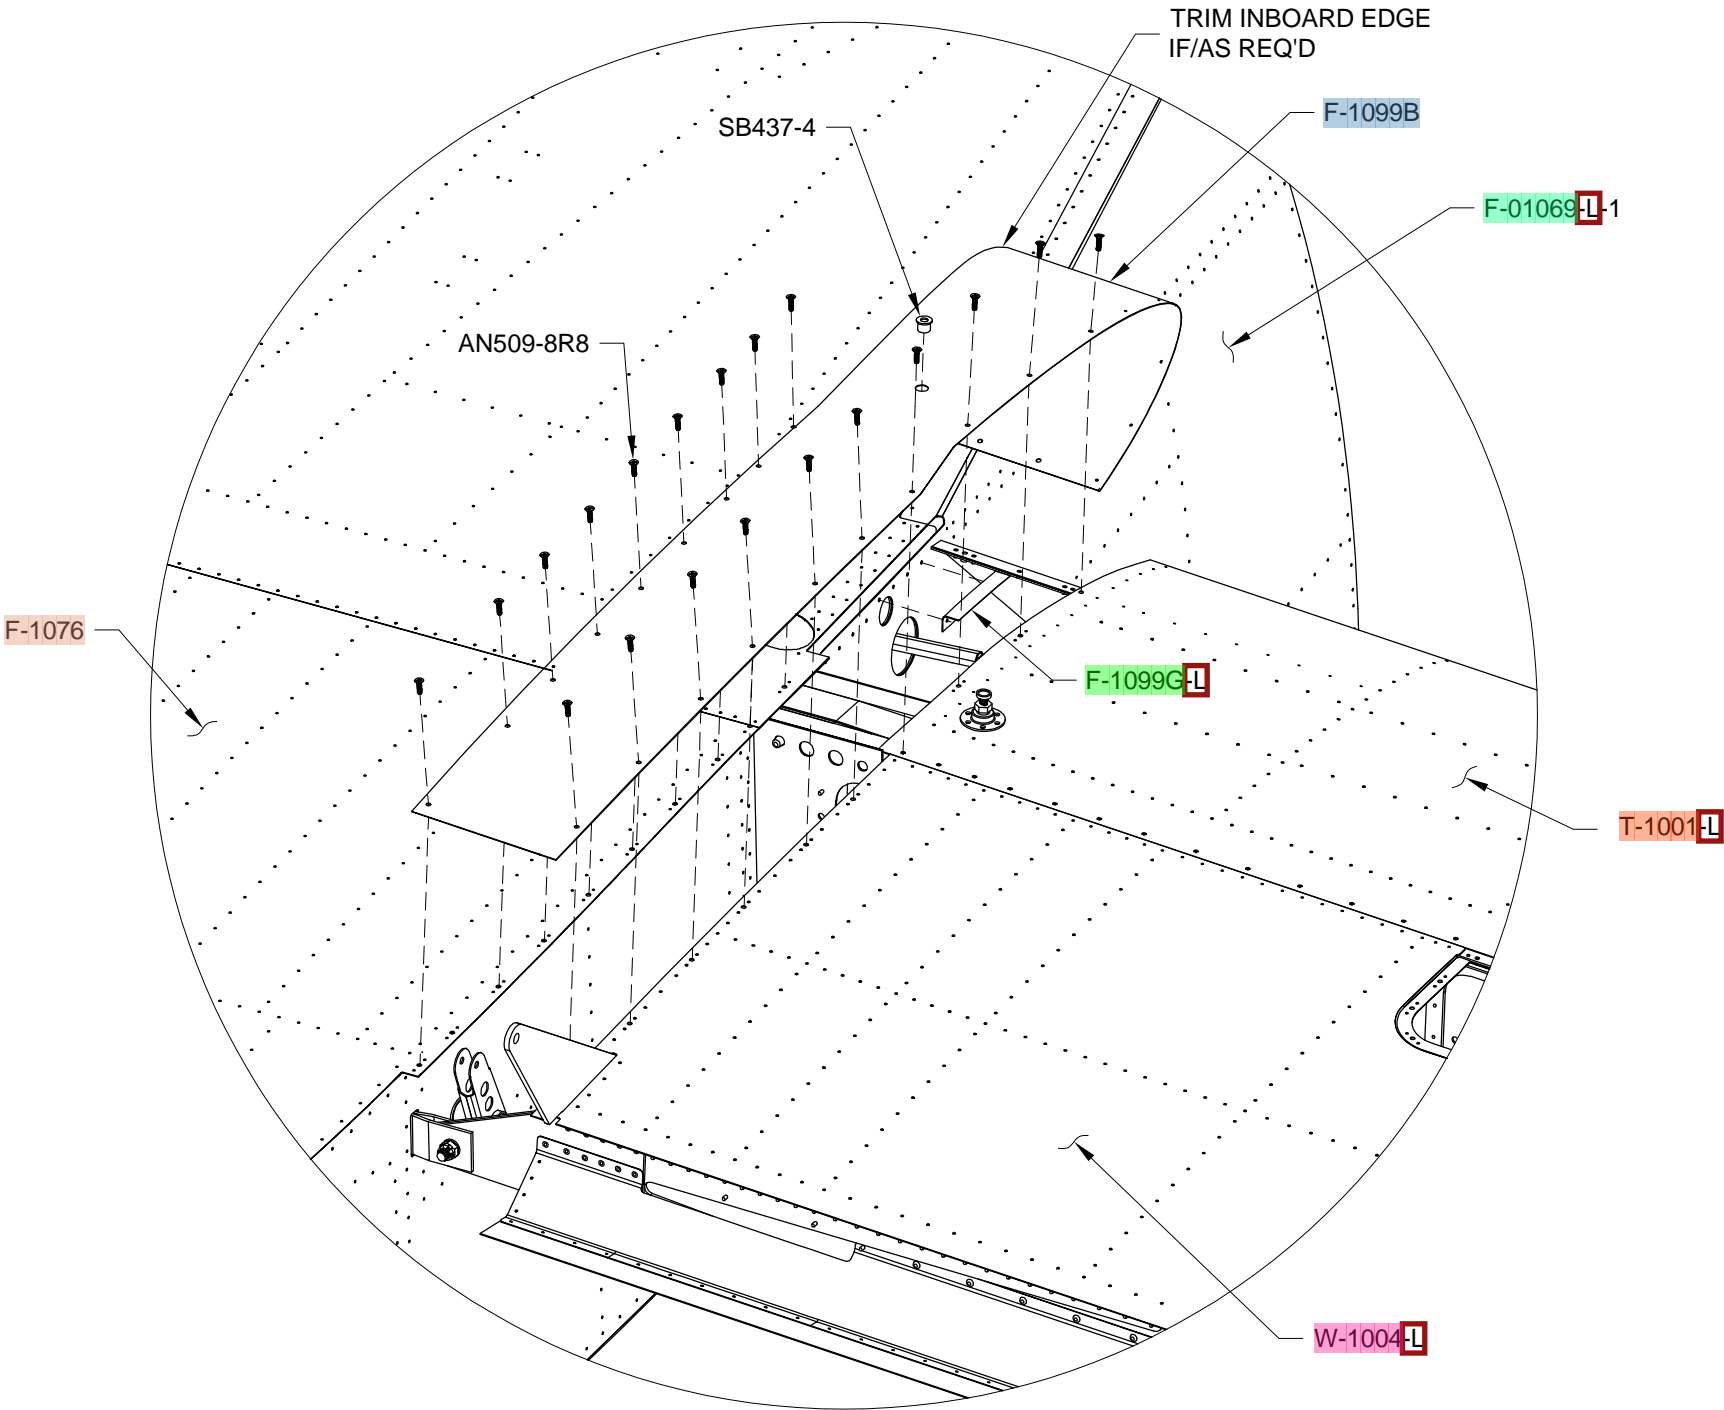 TRIM INBOARD EDGE
IF/AS REQ'D
F-1099B
SB437-4
F-01069-L-1
AN509-8R8
F-1076
F-1099G-L
T-1001-L
W-1004-L